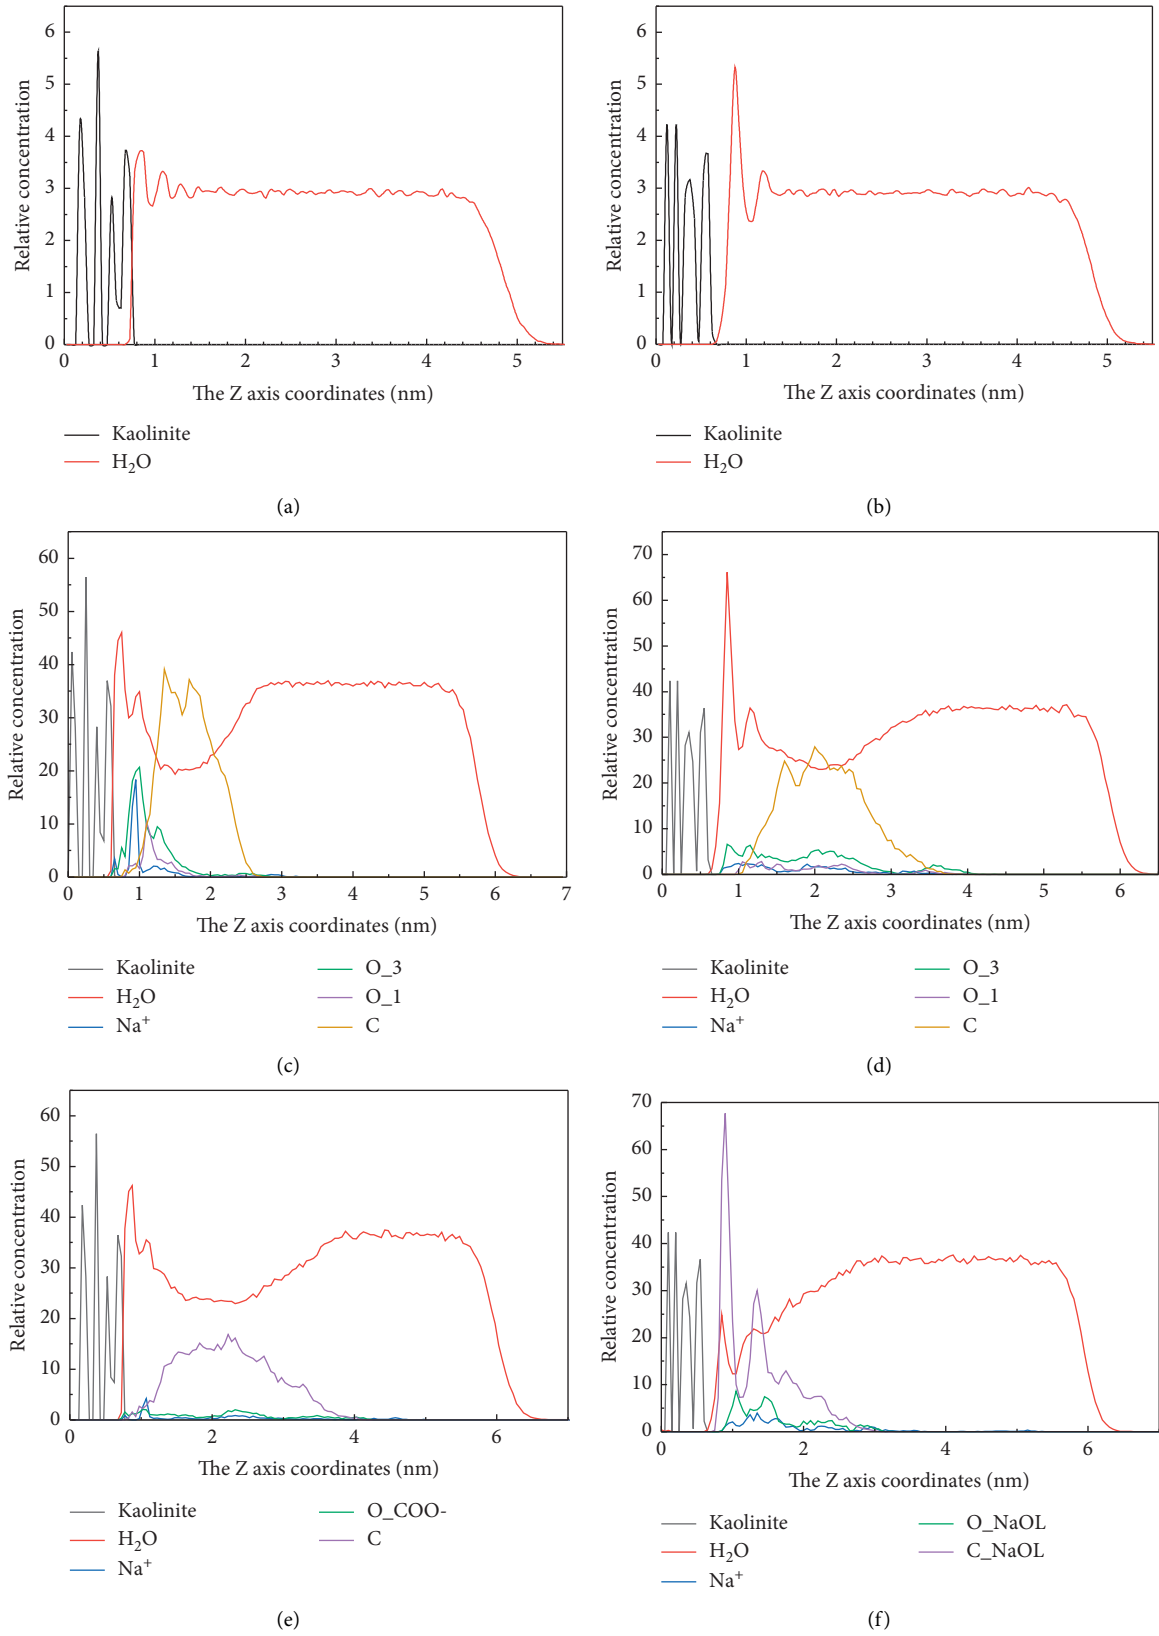 6
5
4
3
2
1
0
Relative concentration
0 1 2 3 4 5
The Z axis coordinates (nm)
Kaolinite
H₂O
(a)
6
5
4
3
2
1
0
Relative concentration
0 1 2 3 4 5
The Z axis coordinates (nm)
Kaolinite
H₂O
(b)
60
50
40
30
20
10
0
Relative concentration
0 1 2 3 4 5 6 7
The Z axis coordinates (nm)
Kaolinite
H₂O
Na⁺
O_3
O_1
C
(c)
70
60
50
40
30
20
10
0
Relative concentration
0 1 2 3 4 5 6
The Z axis coordinates (nm)
Kaolinite
H₂O
Na⁺
O_3
O_1
C
(d)
60
50
40
30
20
10
0
Relative concentration
0 2 4 6
The Z axis coordinates (nm)
Kaolinite
H₂O
Na⁺
O_COO-
C
(e)
70
60
50
40
30
20
10
0
Relative concentration
0 2 4 6
The Z axis coordinates (nm)
Kaolinite
H₂O
Na⁺
O_NaOL
C_NaOL
(f)